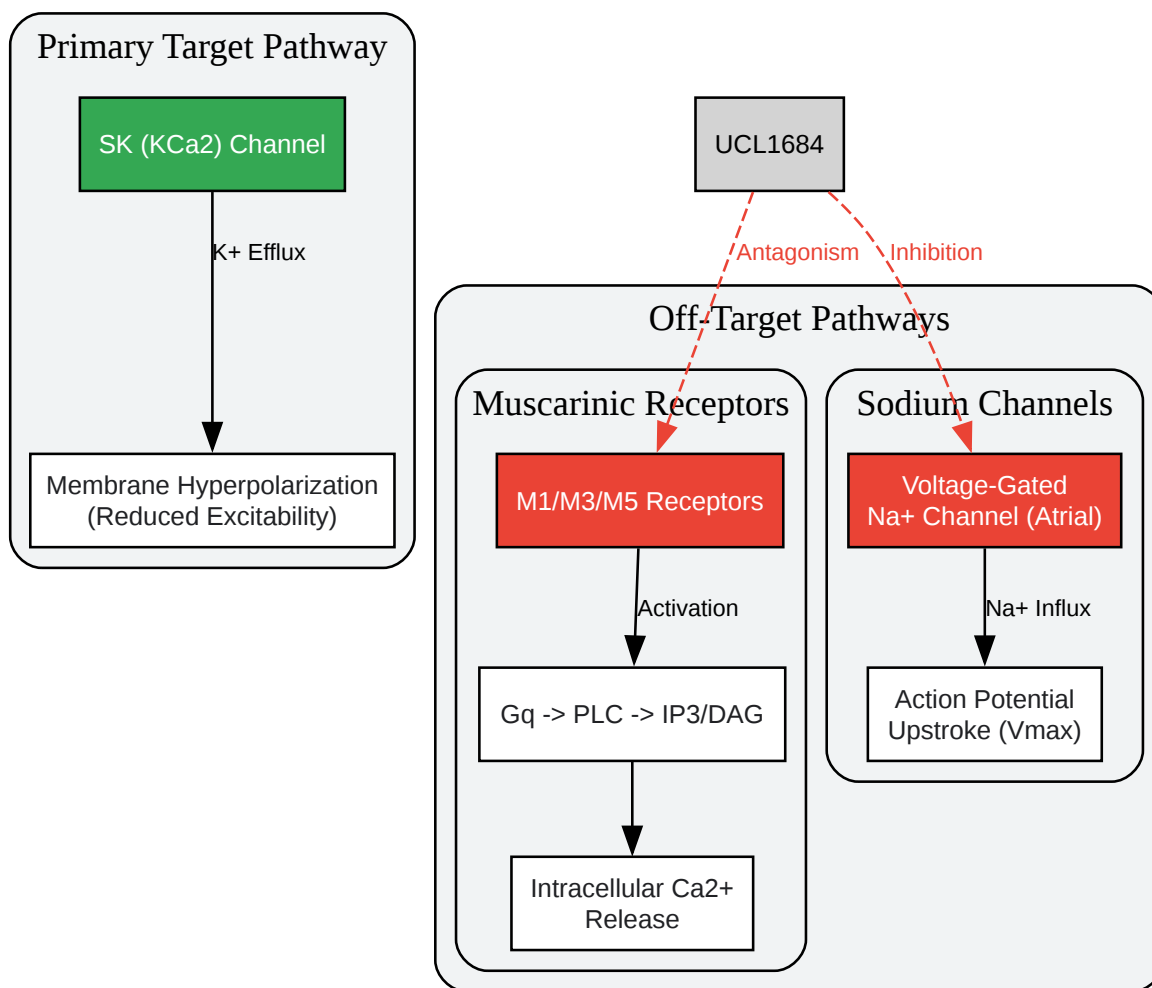 Primary Target Pathway
SK (KCa2) Channel
K+ Efflux
Membrane Hyperpolarization
(Reduced Excitability)
UCL1684
Antagonism
Inhibition
Off-Target Pathways
Muscarinic Receptors
M1/M3/M5 Receptors
Activation
Gq -> PLC -> IP3/DAG
Intracellular Ca2+
Release
Sodium Channels
Voltage-Gated
Na+ Channel (Atrial)
Na+ Influx
Action Potential
Upstroke (Vmax)